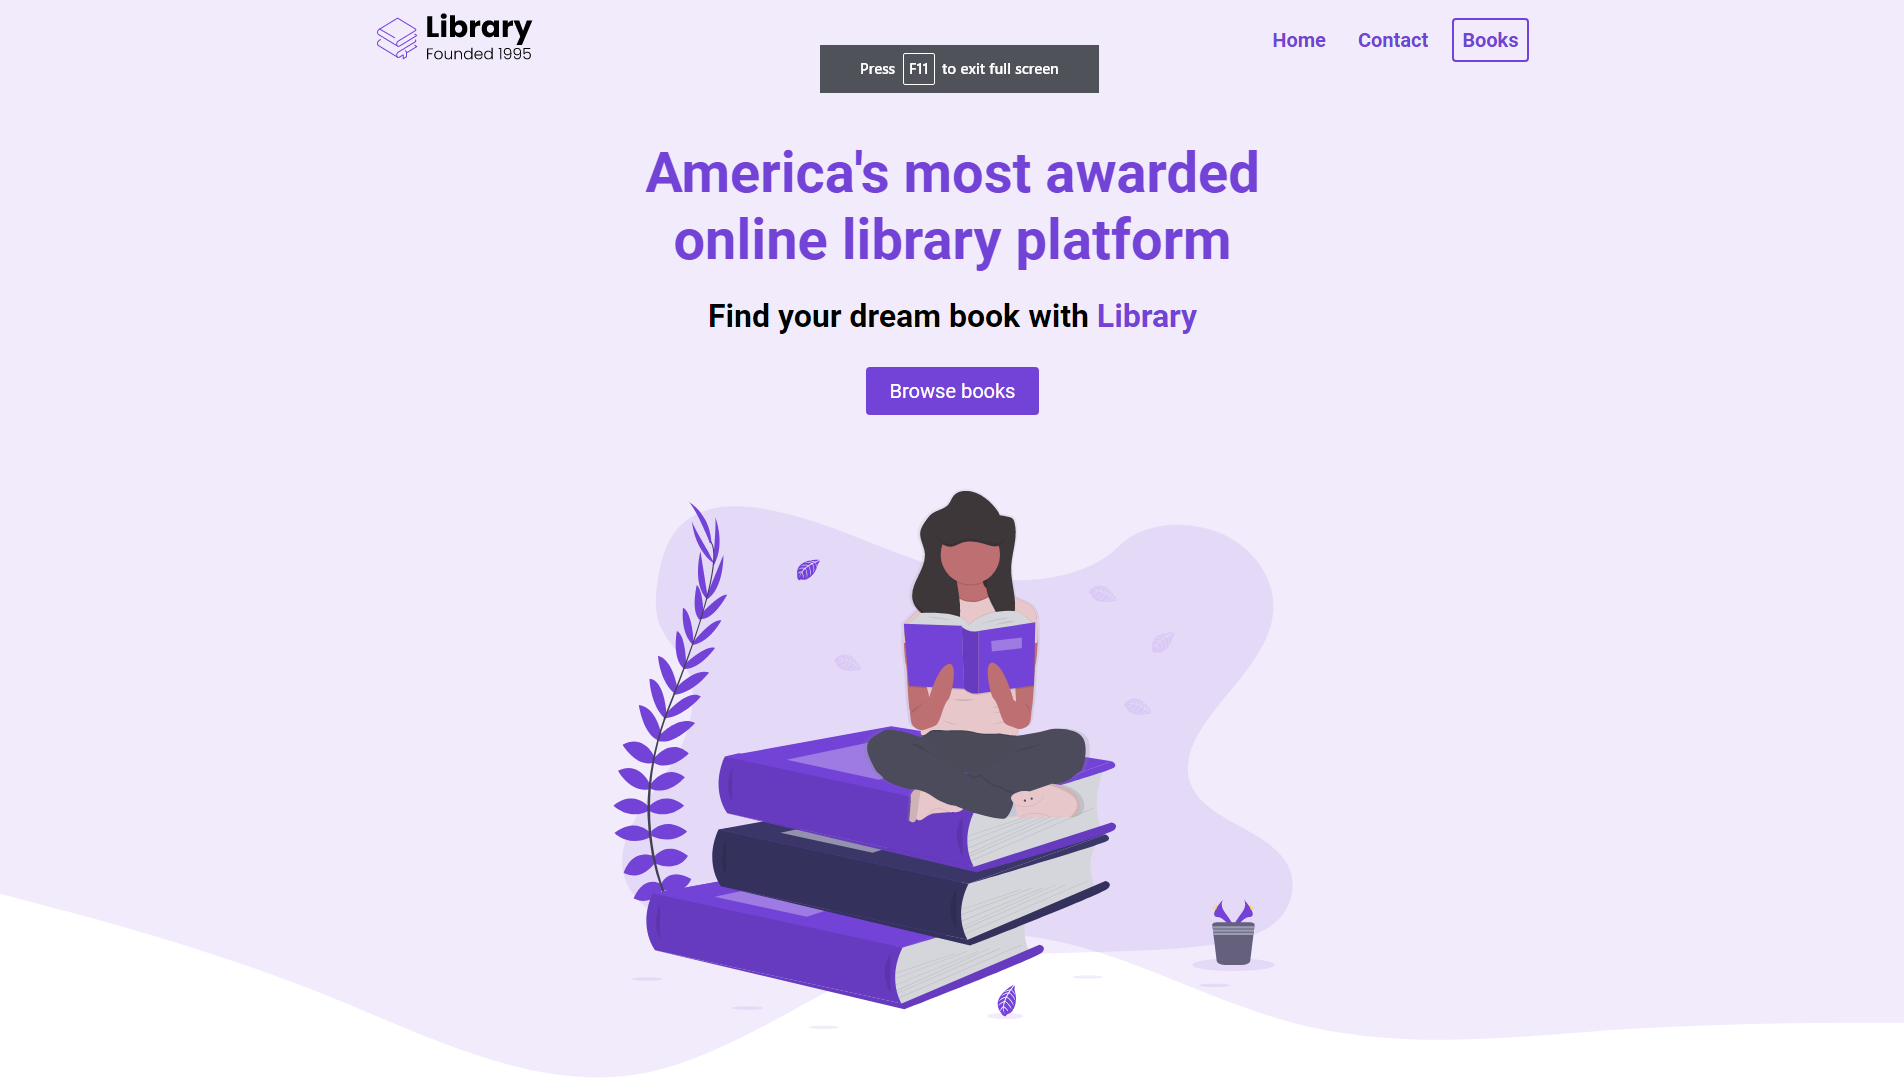 Library
Founded 1995
Home Contact Books
Press F11 to exit full screen
America's most awarded
online library platform
Find your dream book with Library
Browse books